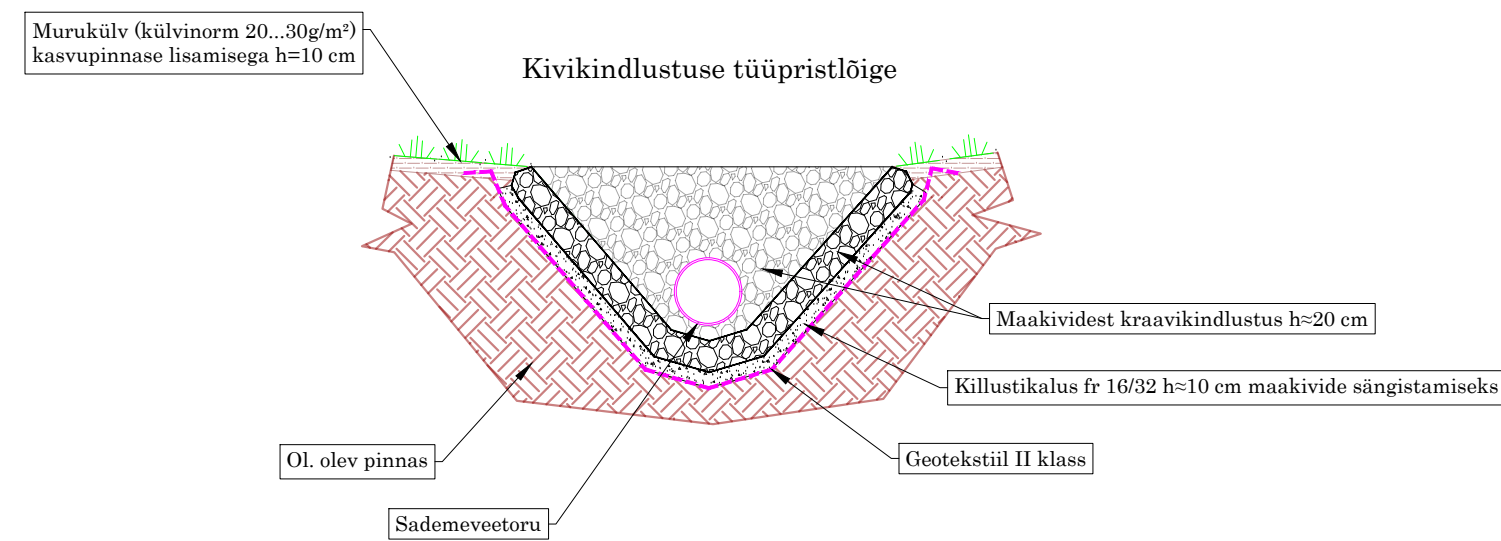 Murukülv (külvinorm 20...30g/m²)
kasvupinnase lisamisega h=10 cm
Kivikindlustuse tüüpristlõige
Maakividest kraavikindlustus h≈20 cm
Killustikalus fr 16/32 h≈10 cm maakivide sängistamiseks
Geotekstiil II klass
Ol. olev pinnas
Sademeveetoru